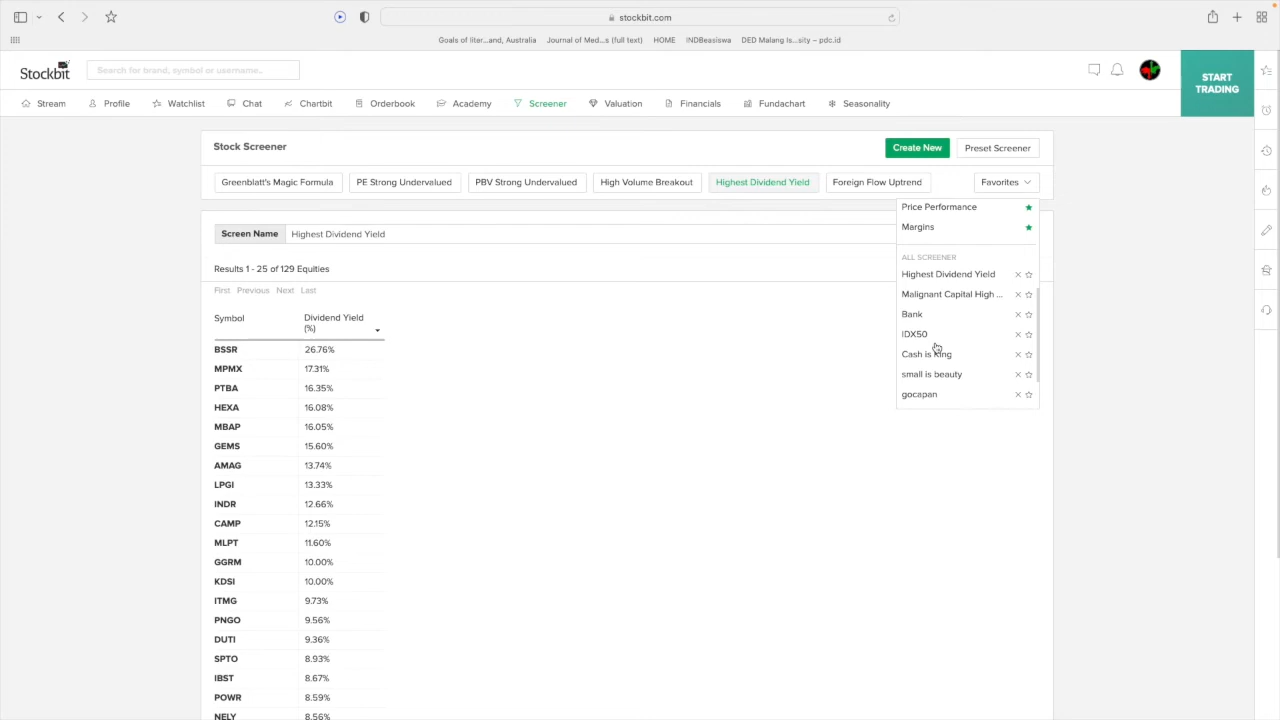 stockbit.com
Goals of liter...and, Australia
Journal of Med...s (full text)
HOME
INDBeasiswa
DED Malang Is...sity – pdc.id
Stockbit
Search for brand, symbol or username..
START
TRADING
Stream
Profile
Watchlist
Chat
Chartbit
Orderbook
Academy
Screener
Valuation
Financials
Fundachart
Seasonality
Stock Screener
Create New
Preset Screener
Greenblatt's Magic Formula
PE Strong Undervalued
PBV Strong Undervalued
High Volume Breakout
Highest Dividend Yield
Foreign Flow Uptrend
Favorites
Price Performance
Margins
ALL SCREENER
Highest Dividend Yield
Malignant Capital High ...
Bank
IDX50
Cash is King
small is beauty
gocapan
Screen Name
Highest Dividend Yield
Results 1 - 25 of 129 Equities
First Previous Next Last
Symbol
Dividend Yield
(%)
BSSR 26.76%
MPMX 17.31%
PTBA 16.35%
HEXA 16.08%
MBAP 16.05%
GEMS 15.60%
AMAG 13.74%
LPGI 13.33%
INDR 12.66%
CAMP 12.15%
MLPT 11.60%
GGRM 10.00%
KDSI 10.00%
ITMG 9.73%
PNGO 9.56%
DUTI 9.36%
SPTO 8.93%
IBST 8.67%
POWR 8.59%
NELY 8.56%